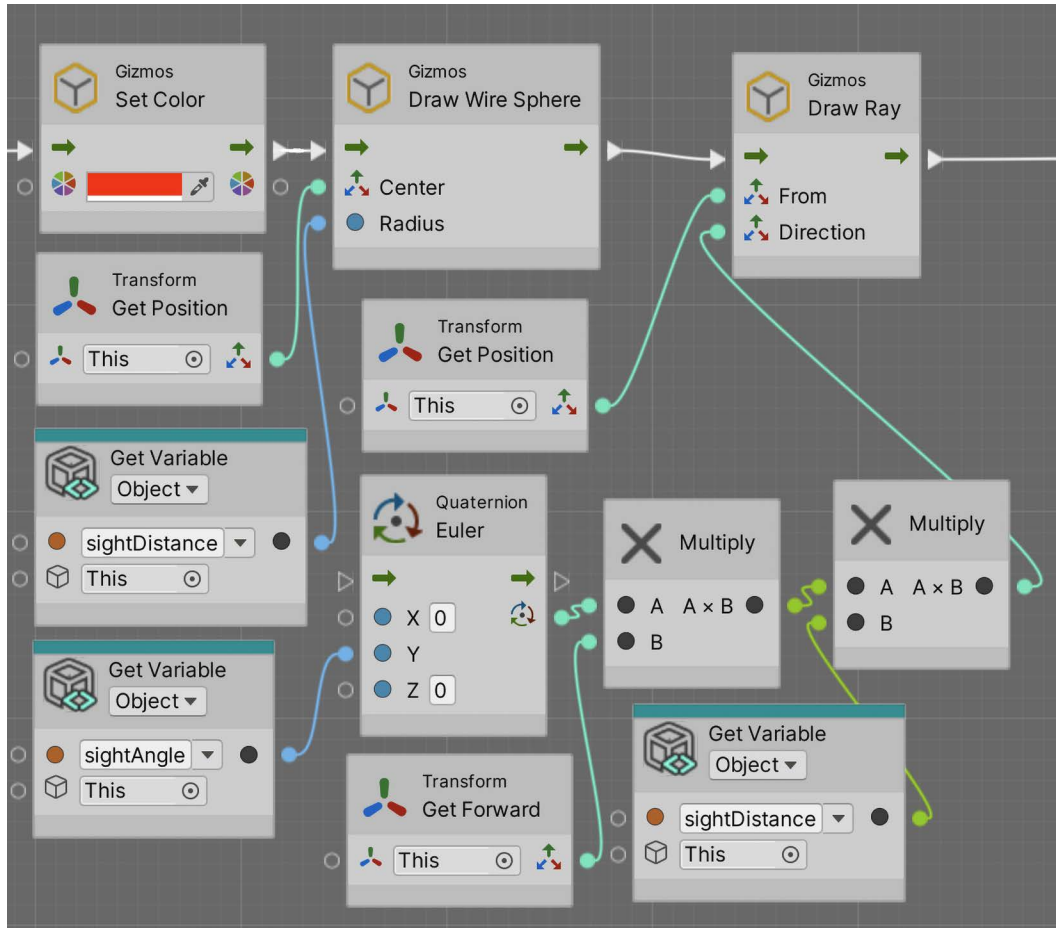 Gizmos
Set Color
Gizmos
Draw Wire Sphere
Center
Radius
Gizmos
Draw Ray
From
Direction
Transform
Get Position
This
Transform
Get Position
This
Get Variable
Object
sightDistance
This
Quaternion
Euler
X 0
Y
Z 0
Multiply
A A × B
B
Multiply
A A × B
B
Get Variable
Object
sightAngle
This
Transform
Get Forward
This
Get Variable
Object
sightDistance
This